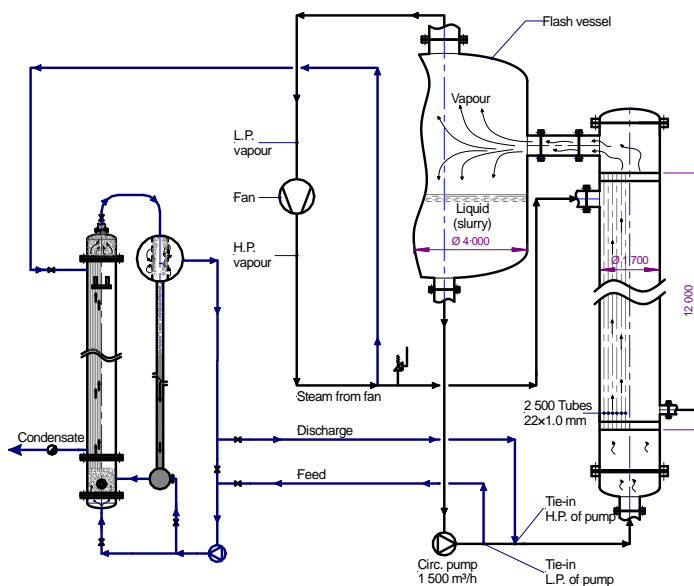 Flash vessel
Vapour
L.P.
vapour
Fan
Liquid
(slurry)
Ø 4·000
Ø 1·700
H.P.
vapour
12 000
Steam from fan
2 500 Tubes
22×1.0 mm
Condensate
Discharge
Feed
Tie-in
H.P. of pump
Circ. pump
1 500 m³/h
Tie-in
L.P. of pump